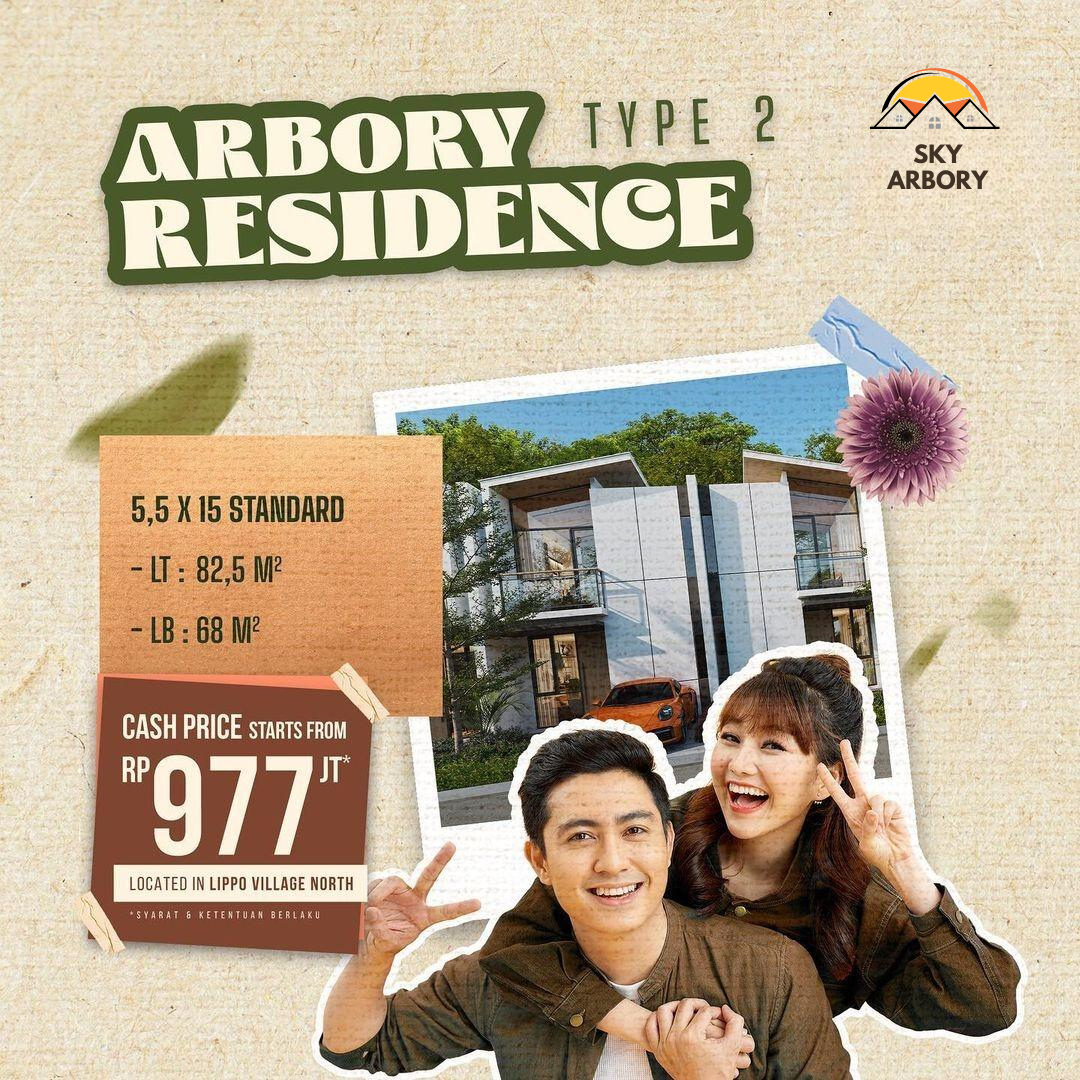 ARBORY TYPE 2
RESIDENCE
SKY
ARBORY
5,5 X 15 STANDARD
- LT : 82,5 M²
- LB : 68 M²
CASH PRICE STARTS FROM
RP 977 JT*
LOCATED IN LIPPO VILLAGE NORTH
*SYARAT & KETENTUAN BERLAKU